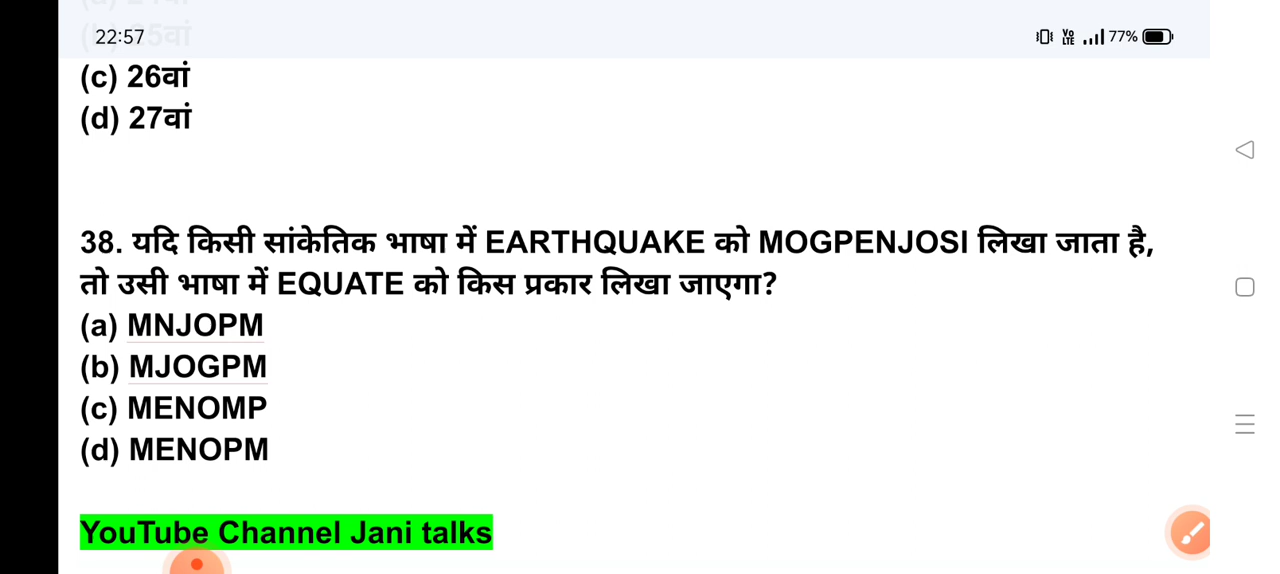 (b) 25वां
22:57
77%
(c) 26वां
(d) 27वां
38. यदि किसी सांकेतिक भाषा में EARTHQUAKE को MOGPENJOSI लिखा जाता है,
तो उसी भाषा में EQUATE को किस प्रकार लिखा जाएगा?
(a) MNJOPM
(b) MJOGPM
(c) MENOMP
(d) MENOPM
YouTube Channel Jani talks